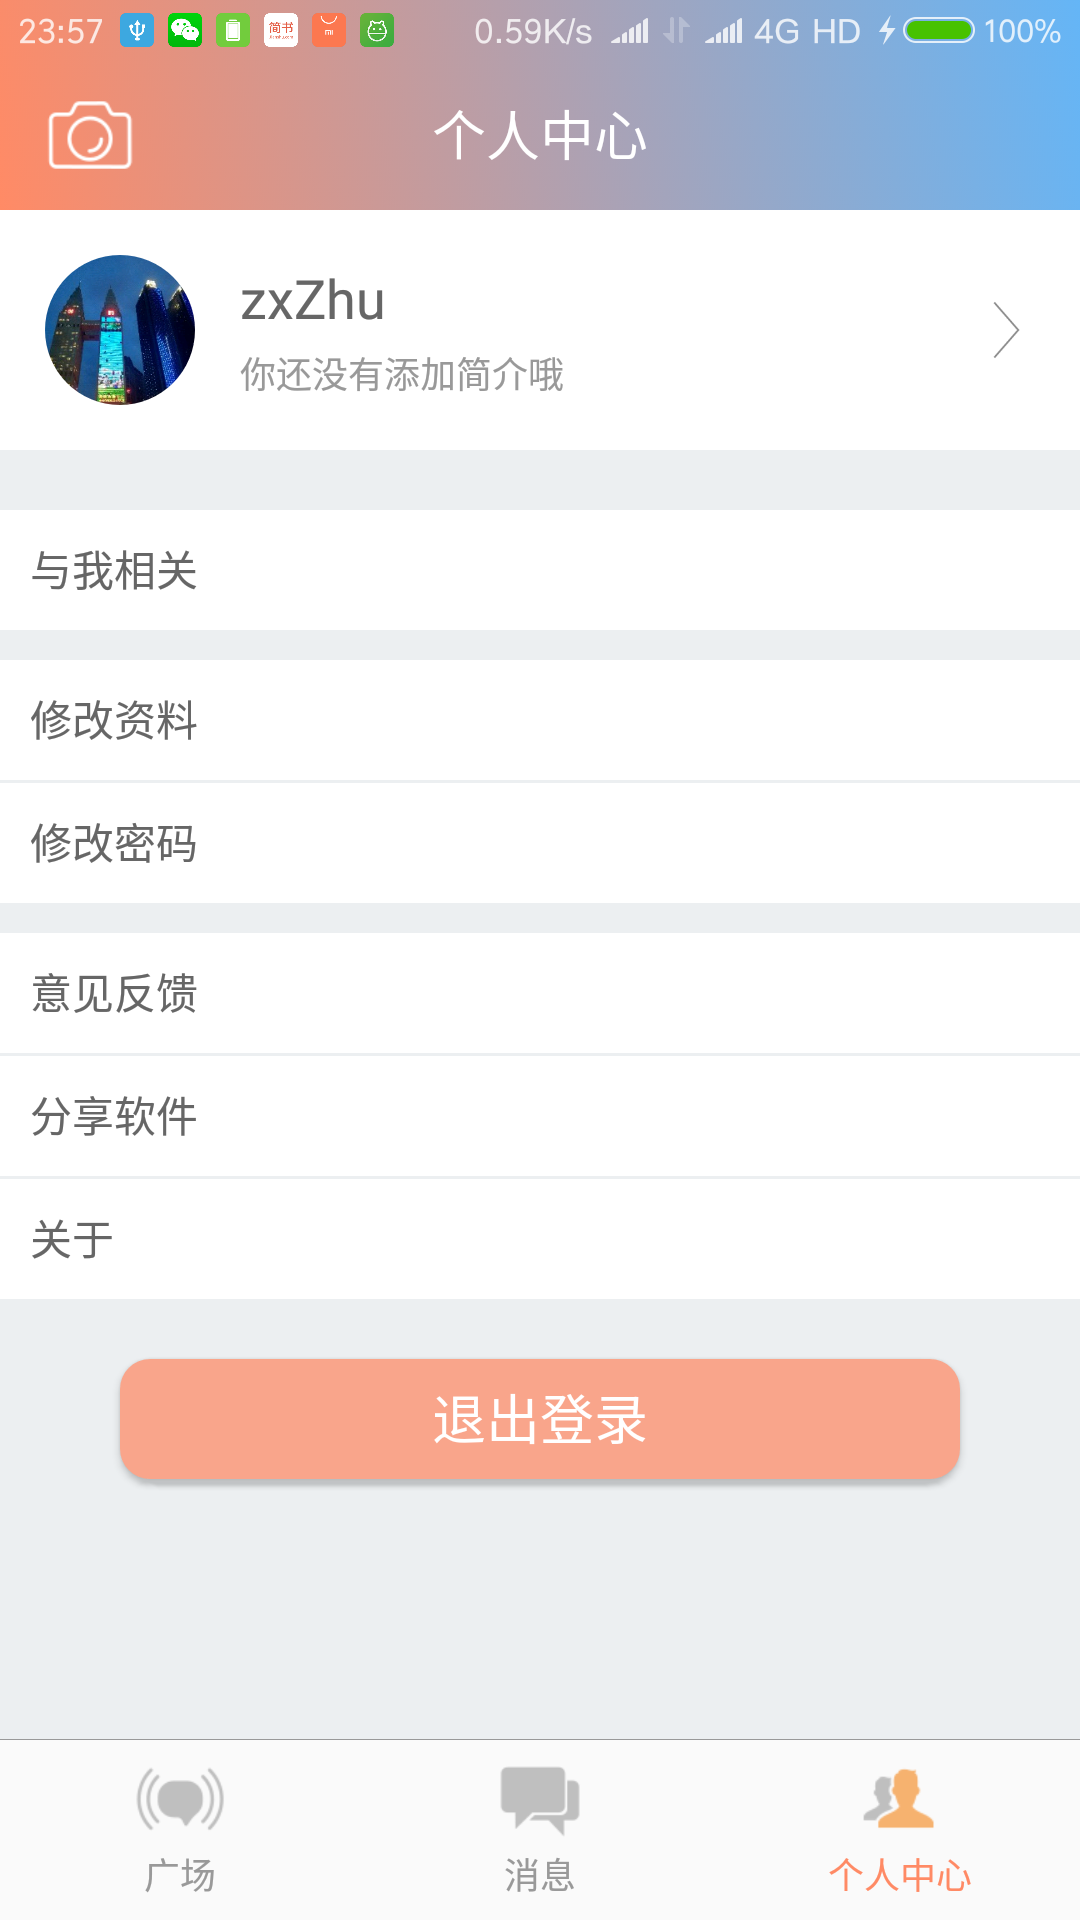 23:57 简书 0.59K/s 4G HD 100%
个人中心
zxZhu
你还没有添加简介哦
与我相关
修改资料
修改密码
意见反馈
分享软件
关于
退出登录
广场 消息 个人中心